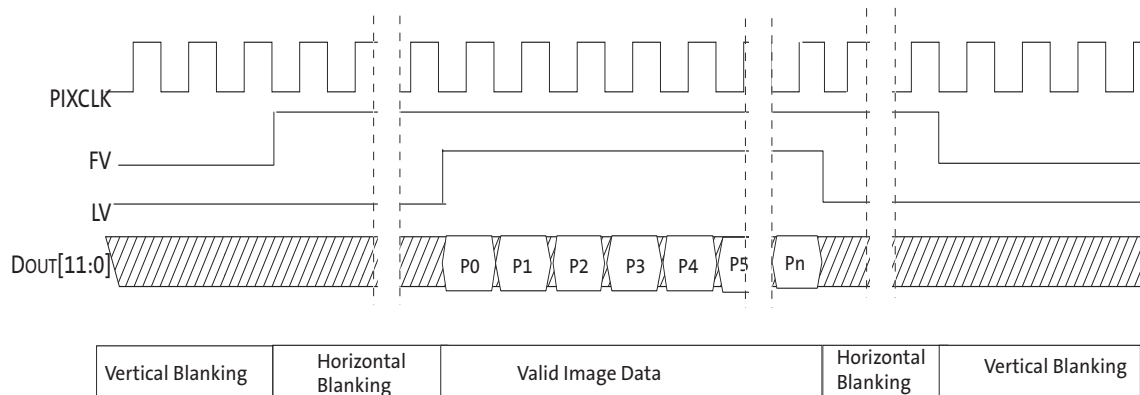 PIXCLK
FV
LV
DOUT[11:0]
P0 P1 P2 P3 P4 P5 Pn
Vertical Blanking
Horizontal
Blanking
Valid Image Data
Horizontal
Blanking
Vertical Blanking